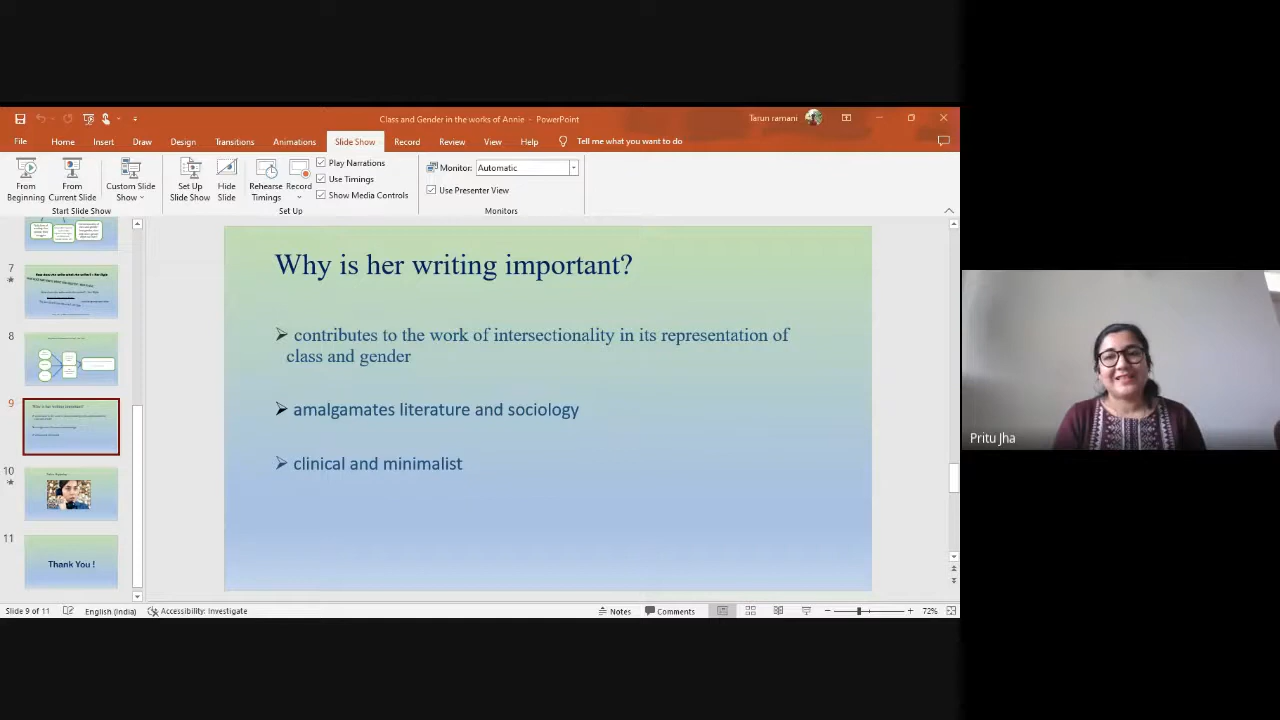 Class and Gender in the works of Annie - PowerPoint
Tarun ramani
File Home Insert Draw Design Transitions Animations Slide Show Record Review View Help Tell me what you want to do
From Beginning
From Current Slide
Custom Slide Show
Set Up Slide Show
Hide Slide
Rehearse Timings
Record
Play Narrations
Use Timings
Show Media Controls
Monitor: Automatic
Use Presenter View
Start Slide Show
Set Up
Monitors
7
8
9
10
11
Thank You !
Why is her writing important?
contributes to the work of intersectionality in its representation of
class and gender
amalgamates literature and sociology
clinical and minimalist
Pritu Jha
Slide 9 of 11 English (India) Accessibility: Investigate Notes Comments 72%